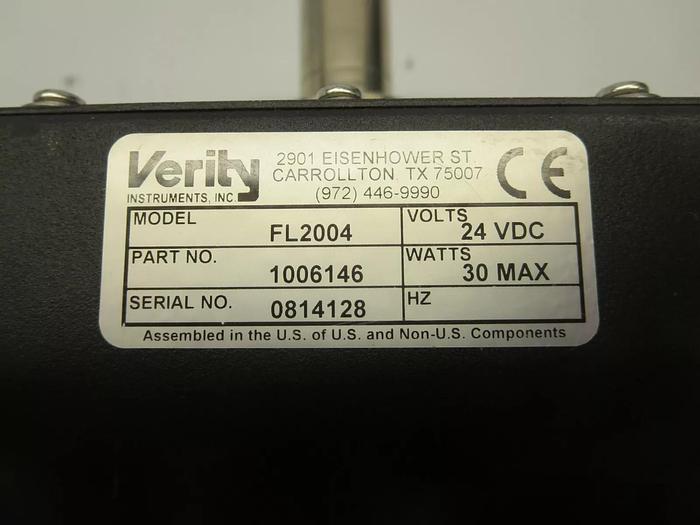 Verity
INSTRUMENTS, INC.
2901 EISENHOWER ST.
CARROLLTON, TX 75007
(972) 446-9990
CE
MODEL FL2004
VOLTS 24 VDC
PART NO. 1006146
WATTS 30 MAX
SERIAL NO. 0814128
HZ
Assembled in the U.S. of U.S. and Non-U.S. Components